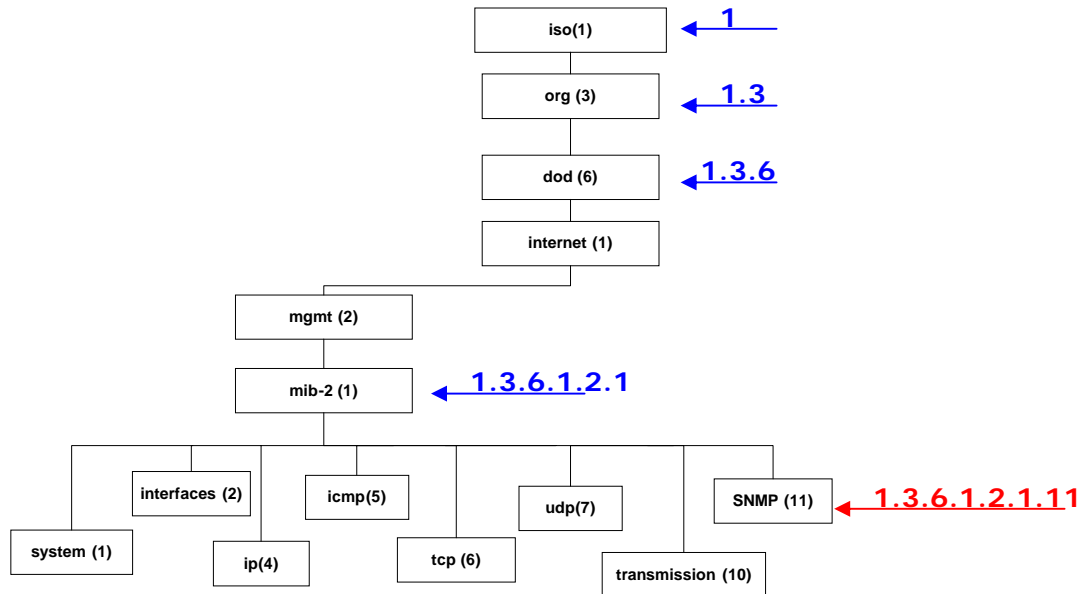 iso(1)
1
org (3)
1.3
dod (6)
1.3.6
internet (1)
mgmt (2)
mib-2 (1)
1.3.6.1.2.1
interfaces (2)
icmp(5)
udp(7)
SNMP (11)
1.3.6.1.2.1.11
system (1)
ip(4)
tcp (6)
transmission (10)